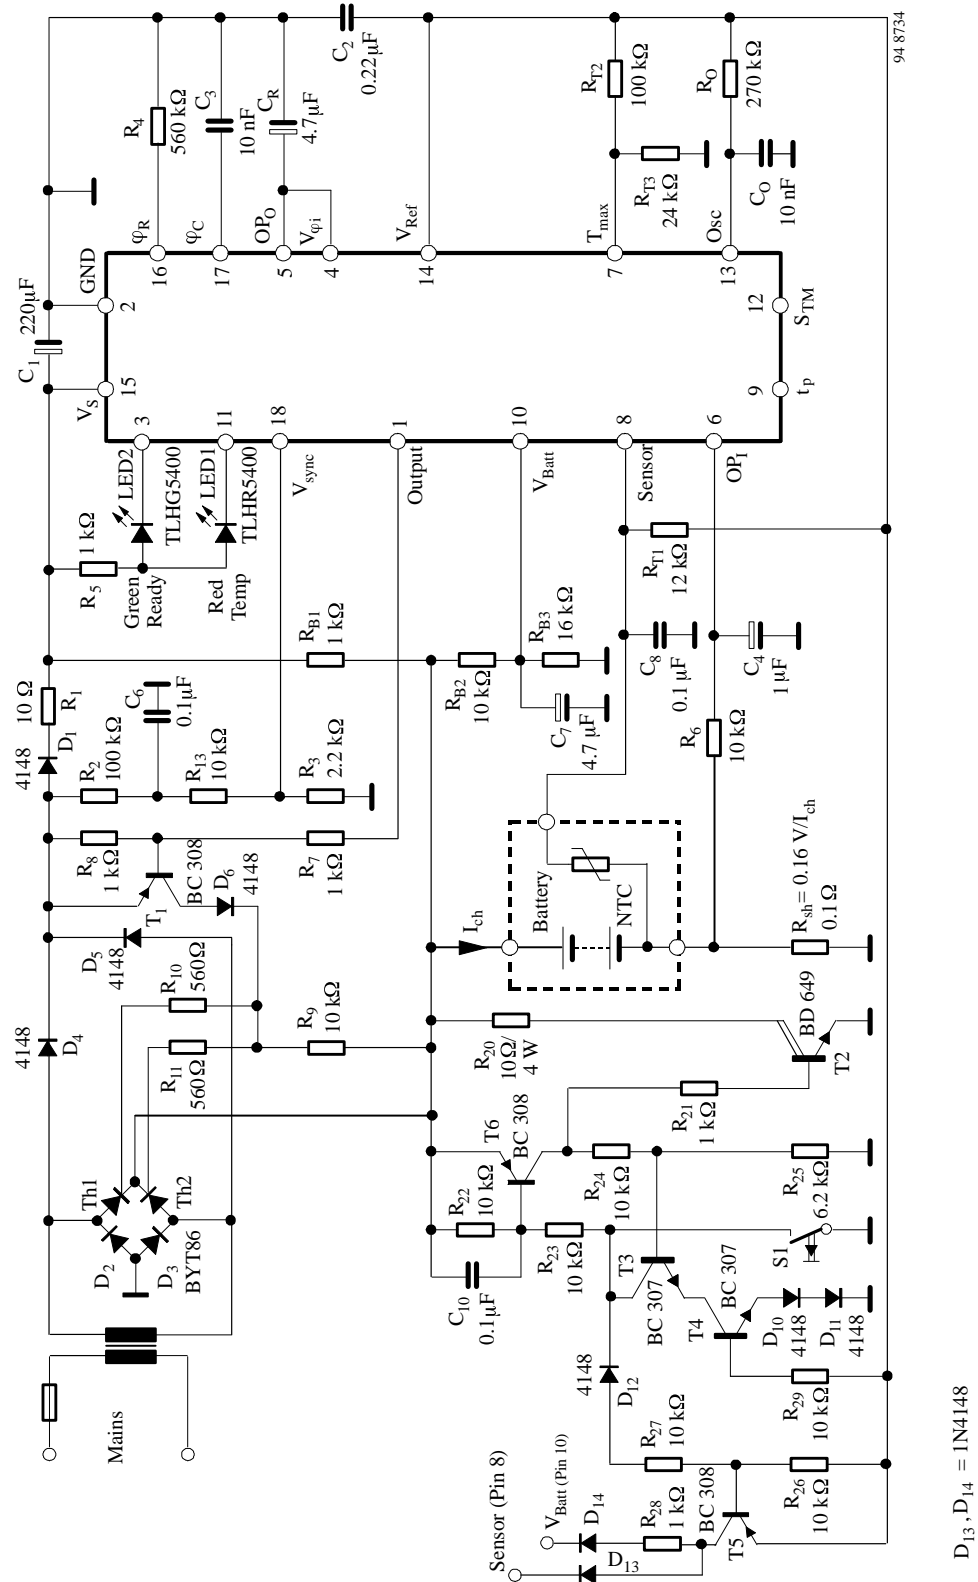 Mains
D2
D3
BYT86
Th1
Th2
4148
D4
D5
4148
R11
560Ω
R10
560Ω
R9
10 kΩ
T1
BC 308
D6
4148
R8
1 kΩ
R7
1 kΩ
R2
100 kΩ
R13
10 kΩ
R3
2.2 kΩ
C6
0.1μF
4148
D1
10 Ω
R1
RB1
1 kΩ
R5
1 kΩ
Green
Ready
Red
Temp
LED2
TLHG5400
LED1
TLHR5400
C1
220μF
VS
15
GND
2
3
11
18
Vsync
1
Output
10
VBatt
8
Sensor
6
OPI
16
φR
17
φC
5
OPO
4
Vφi
14
VRef
7
Tmax
13
Osc
9
tp
12
STM
R4
560 kΩ
C3
10 nF
CR
4.7μF
C2
0.22μF
RT2
100 kΩ
RT3
24 kΩ
RO
270 kΩ
CO
10 nF
94 8734
RB2
10 kΩ
RB3
16 kΩ
C7
4.7 μF
RT1
12 kΩ
C8
0.1 μF
C4
1 μF
R6
10 kΩ
Ich
Battery
NTC
Rsh= 0.16 V/Ich
0.1Ω
R20
10Ω/
4 W
BD 649
T2
R21
1 kΩ
T6
BC 308
R22
10 kΩ
C10
0.1μF
R23
10 kΩ
R24
10 kΩ
R25
6.2 kΩ
S1
T3
BC 307
T4
BC 307
D10
4148
D11
4148
4148
D12
R27
10 kΩ
R29
10 kΩ
R26
10 kΩ
Sensor (Pin 8)
VBatt (Pin 10)
D14
D13
R28
1 kΩ
BC 308
T5
D13, D14 = 1N4148